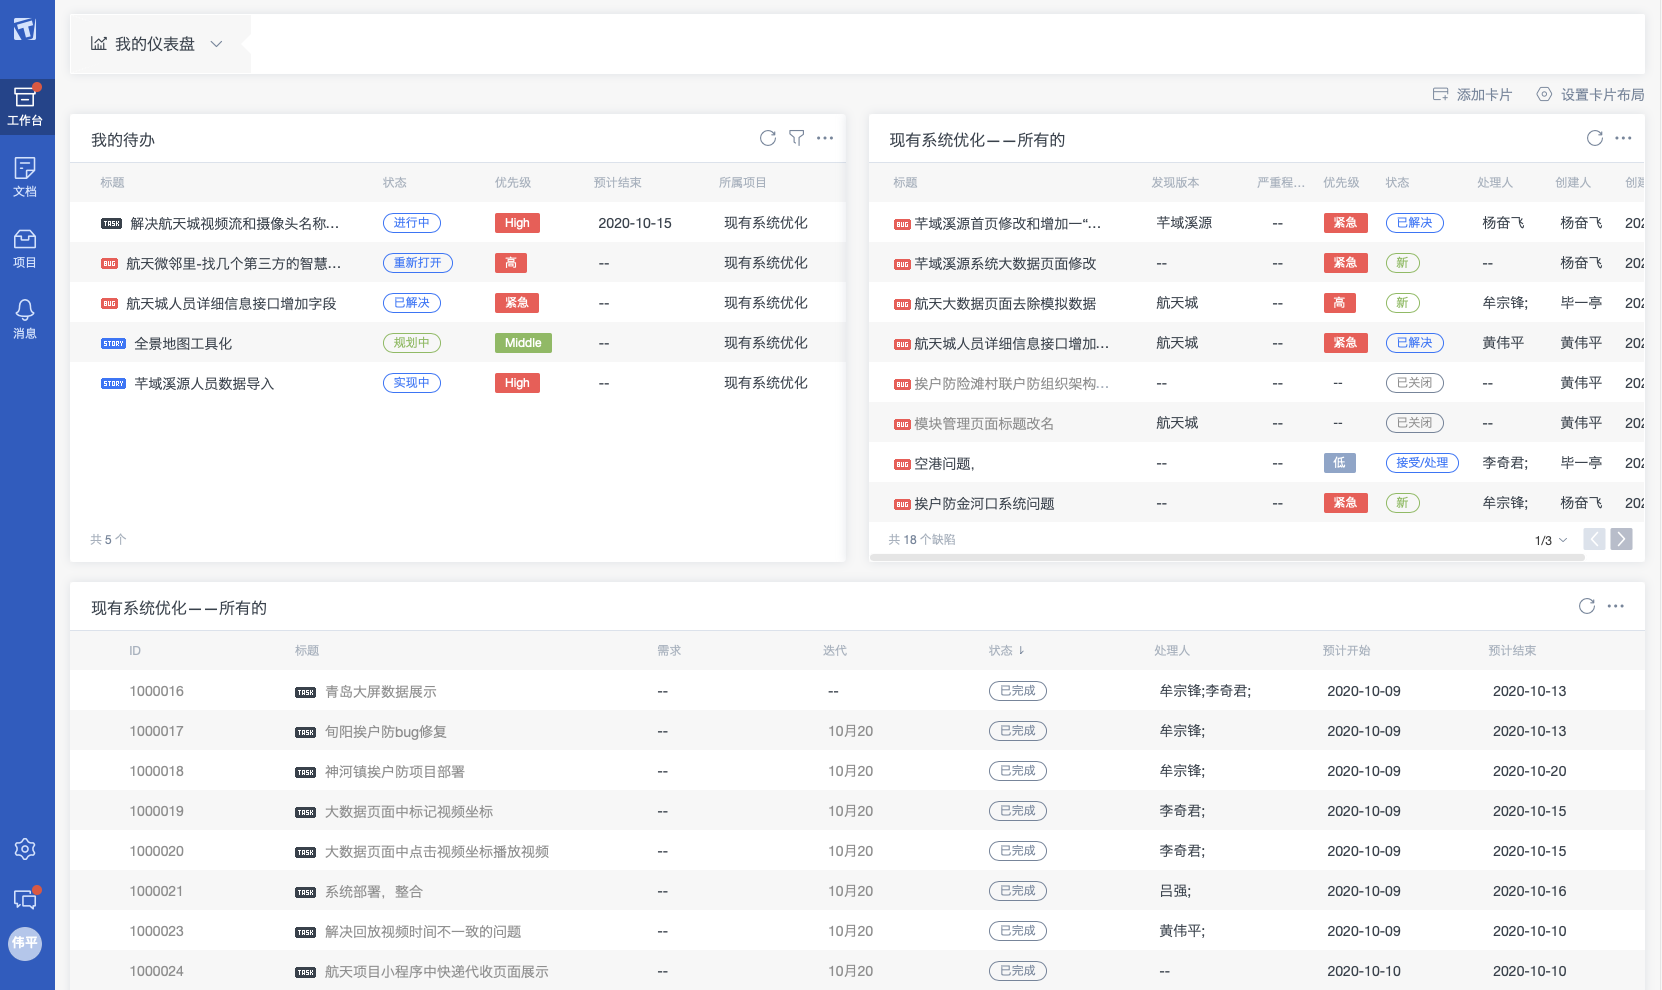 我的仪表盘
添加卡片 设置卡片布局
工作台
文档
项目
消息
伟平
我的待办
标题 状态 优先级 预计结束 所属项目
TASK 解决航天城视频流和摄像头名称... 进行中 High 2020-10-15 现有系统优化
BUG 航天微邻里-找几个第三方的智慧... 重新打开 高 -- 现有系统优化
BUG 航天城人员详细信息接口增加字段 已解决 紧急 -- 现有系统优化
STORY 全景地图工具化 规划中 Middle -- 现有系统优化
STORY 芊域溪源人员数据导入 实现中 High -- 现有系统优化
共 5 个
现有系统优化——所有的
标题 发现版本 严重程... 优先级 状态 处理人 创建人 创建
BUG 芊域溪源首页修改和增加一“... 芊域溪源 -- 紧急 已解决 杨奋飞 杨奋飞 202
BUG 芊域溪源系统大数据页面修改 -- -- 紧急 新 -- 杨奋飞 202
BUG 航天大数据页面去除模拟数据 航天城 -- 高 新 牟宗锋; 毕一亭 202
BUG 航天城人员详细信息接口增加... 航天城 -- 紧急 已解决 黄伟平 黄伟平 202
BUG 挨户防险滩村联户防组织架构... -- -- -- 已关闭 -- 黄伟平 202
BUG 模块管理页面标题改名 航天城 -- -- 已关闭 -- 黄伟平 202
BUG 空港问题, -- -- 低 接受/处理 李奇君; 毕一亭 202
BUG 挨户防金河口系统问题 -- -- 紧急 新 牟宗锋; 杨奋飞 202
共 18 个缺陷 1/3
现有系统优化——所有的
ID 标题 需求 迭代 状态 ↓ 处理人 预计开始 预计结束
1000016 TASK 青岛大屏数据展示 -- -- 已完成 牟宗锋;李奇君; 2020-10-09 2020-10-13
1000017 TASK 旬阳挨户防bug修复 -- 10月20 已完成 牟宗锋; 2020-10-09 2020-10-13
1000018 TASK 神河镇挨户防项目部署 -- 10月20 已完成 牟宗锋; 2020-10-09 2020-10-20
1000019 TASK 大数据页面中标记视频坐标 -- 10月20 已完成 李奇君; 2020-10-09 2020-10-15
1000020 TASK 大数据页面中点击视频坐标播放视频 -- 10月20 已完成 李奇君; 2020-10-09 2020-10-15
1000021 TASK 系统部署，整合 -- 10月20 已完成 吕强; 2020-10-09 2020-10-16
1000023 TASK 解决回放视频时间不一致的问题 -- 10月20 已完成 黄伟平; 2020-10-09 2020-10-10
1000024 TASK 航天项目小程序中快递代收页面展示 -- 10月20 已完成 -- 2020-10-10 2020-10-10